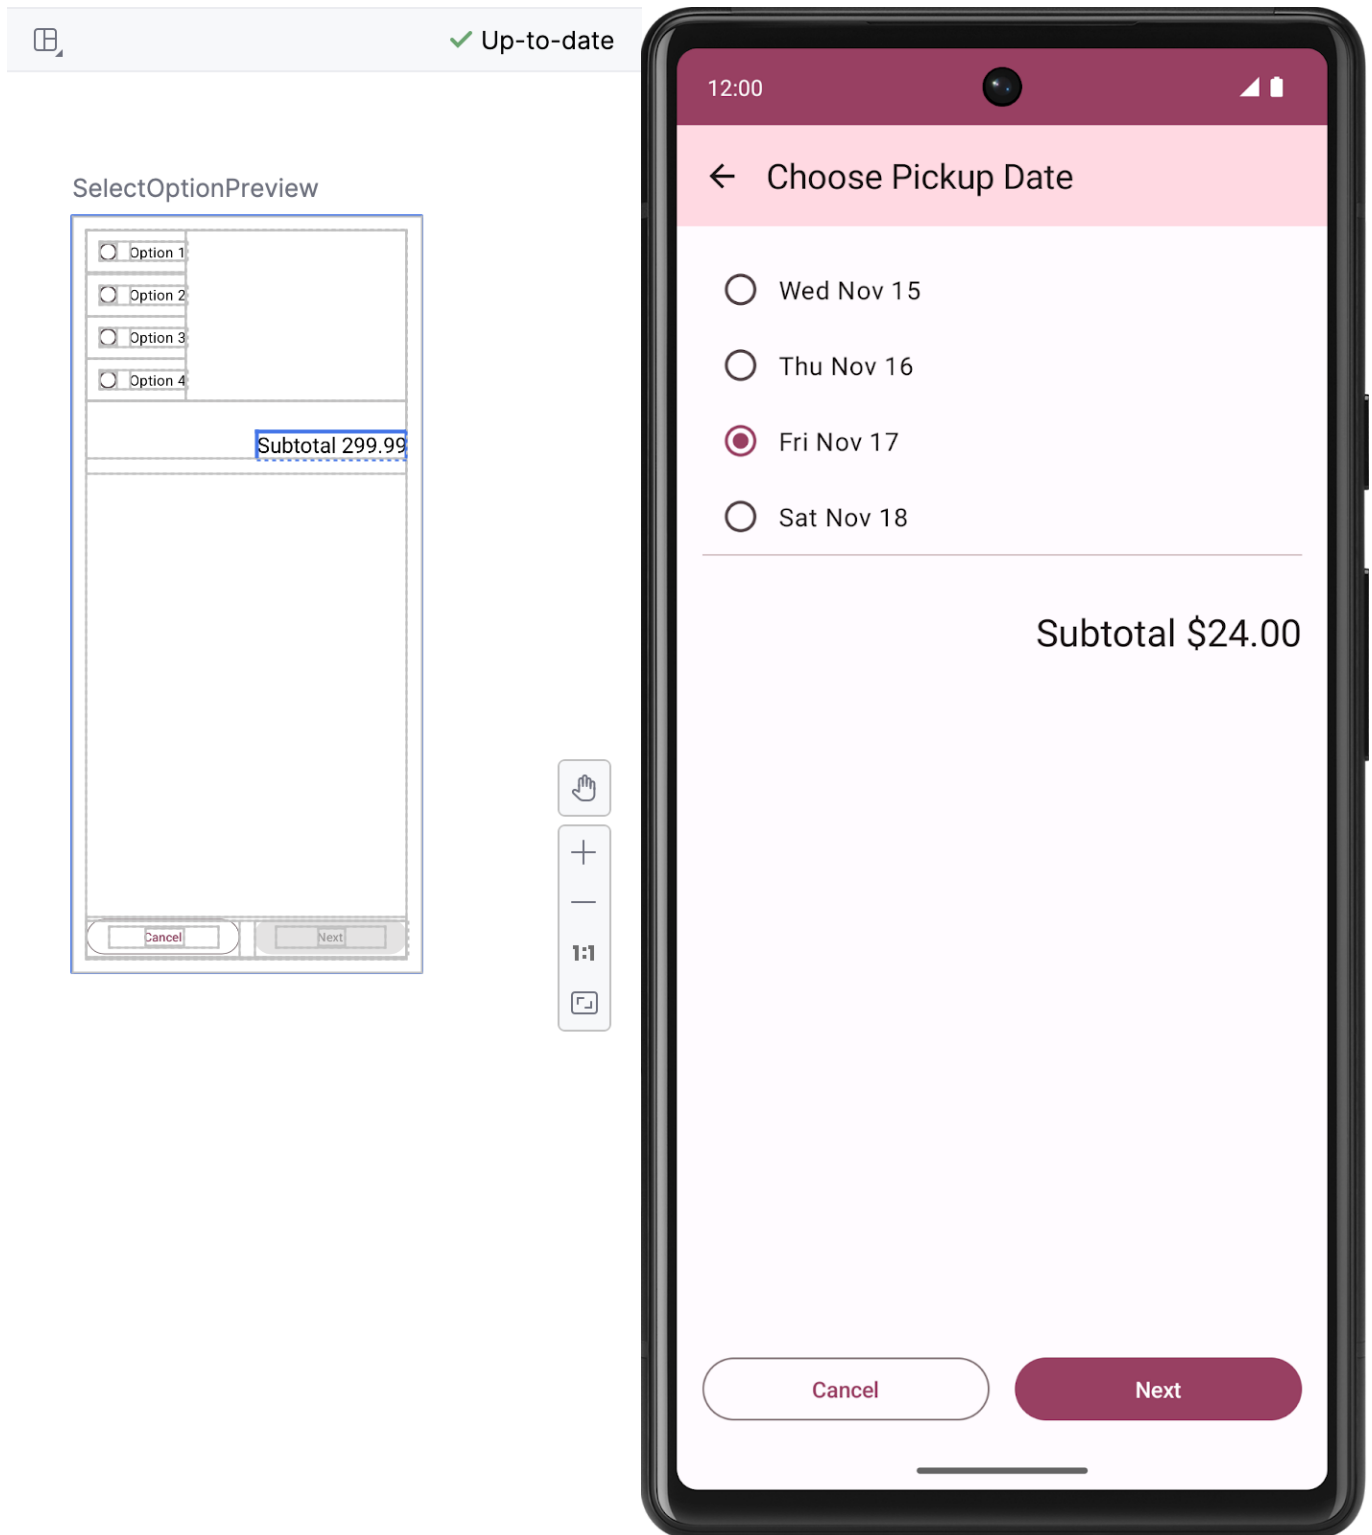 Up-to-date
SelectOptionPreview
Option 1
Option 2
Option 3
Option 4
Subtotal 299.99
Cancel
Next
1:1
12:00
Choose Pickup Date
Wed Nov 15
Thu Nov 16
Fri Nov 17
Sat Nov 18
Subtotal $24.00
Cancel
Next